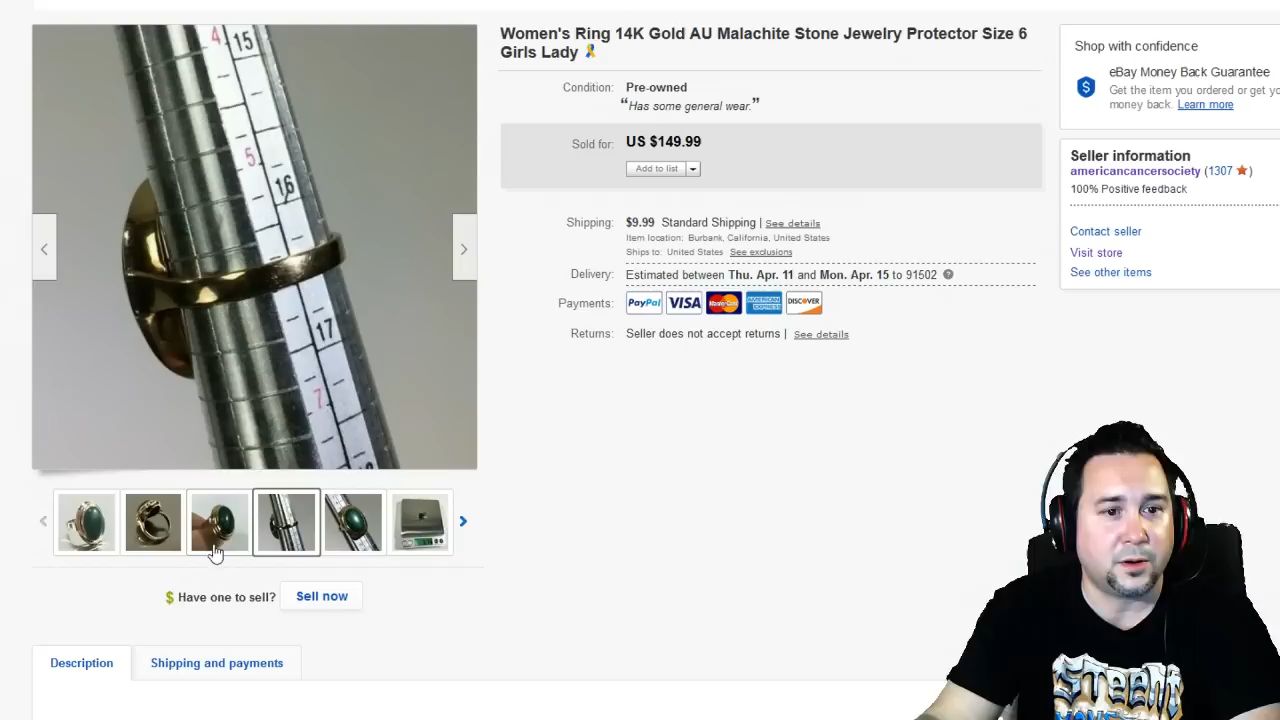 Women's Ring 14K Gold AU Malachite Stone Jewelry Protector Size 6
Girls Lady
Condition: Pre-owned
“Has some general wear.”
Sold for: US $149.99
Add to list
Shipping: $9.99 Standard Shipping | See details
Item location: Burbank, California, United States
Ships to: United States See exclusions
Delivery: Estimated between Thu. Apr. 11 and Mon. Apr. 15 to 91502 ?
Payments: PayPal VISA MasterCard AMERICAN EXPRESS DISCOVER
Returns: Seller does not accept returns | See details
Shop with confidence
eBay Money Back Guarantee
Get the item you ordered or get yo
money back. Learn more
Seller information
americancancersociety (1307 )
100% Positive feedback
Contact seller
Visit store
See other items
4 15
5
16
17
7
$ Have one to sell? Sell now
Description Shipping and payments
STEENT